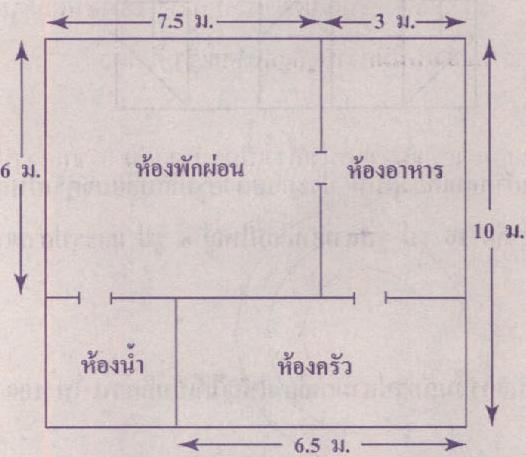 7.5 ม. 3 ม.
6 ม.
ห้องพักผ่อน ห้องอาหาร
10 ม.
ห้องน้ำ ห้องครัว
6.5 ม.